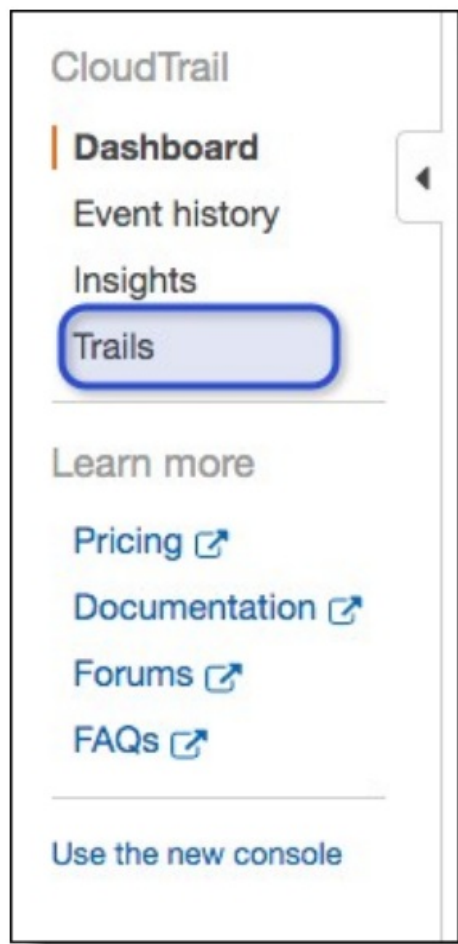 CloudTrail
Dashboard
Event history
Insights
Trails
Learn more
Pricing
Documentation
Forums
FAQs
Use the new console